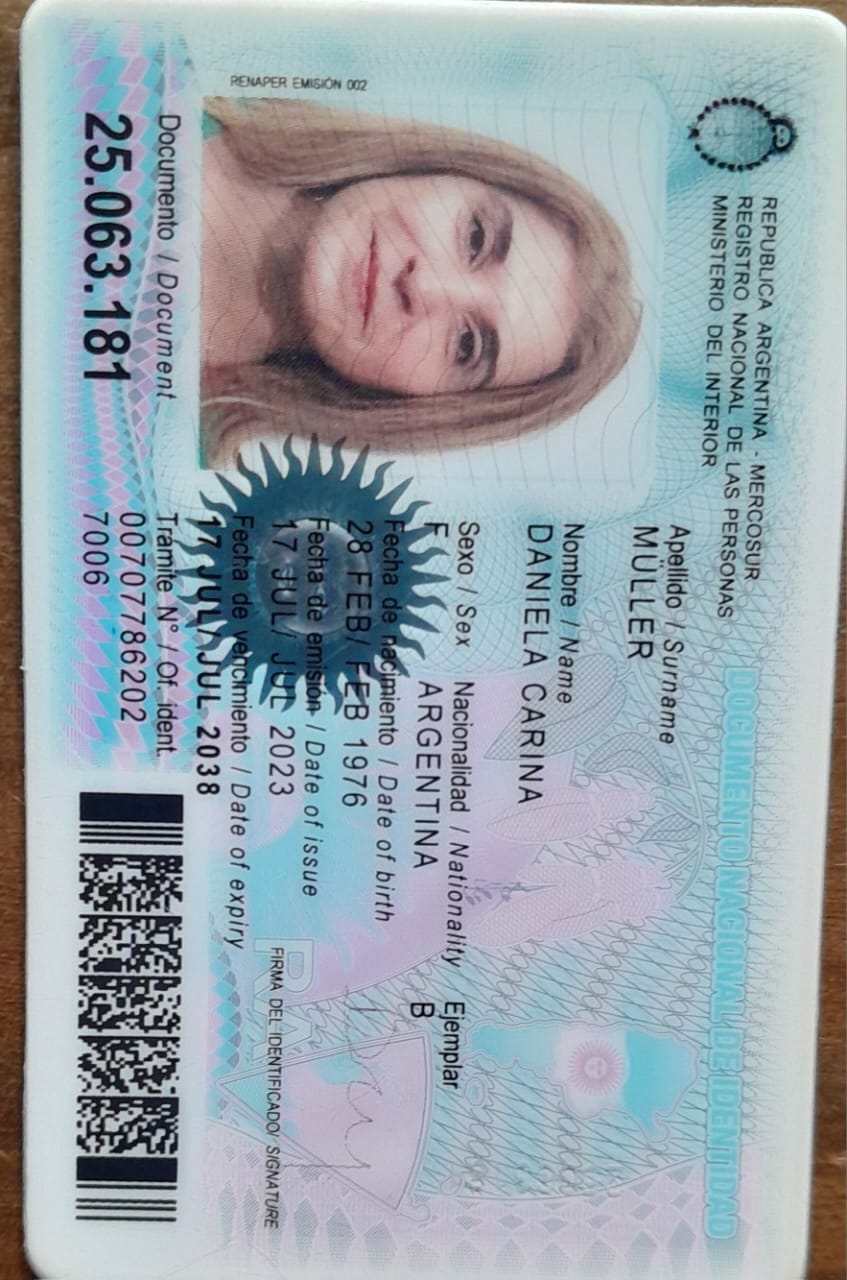 REPUBLICA ARGENTINA - MERCOSUR
REGISTRO NACIONAL DE LAS PERSONAS
MINISTERIO DEL INTERIOR
DOCUMENTO NACIONAL DE IDENTIDAD
RENAPER EMISIÓN 002
Apellido / Surname
MÜLLER
Nombre / Name
DANIELA CARINA
Sexo / Sex Nacionalidad / Nationality Ejemplar
F ARGENTINA B
Fecha de nacimiento / Date of birth
28 FEB/ FEB 1976
Fecha de emisión / Date of issue
17 JUL/ JUL 2023
Fecha de vencimiento / Date of expiry
17 JUL/ JUL 2038
FIRMA DEL IDENTIFICADO/ SIGNATURE
Documento / Document
25.063.181
Trámite N° / Of. ident.
00707786202
7006
RA